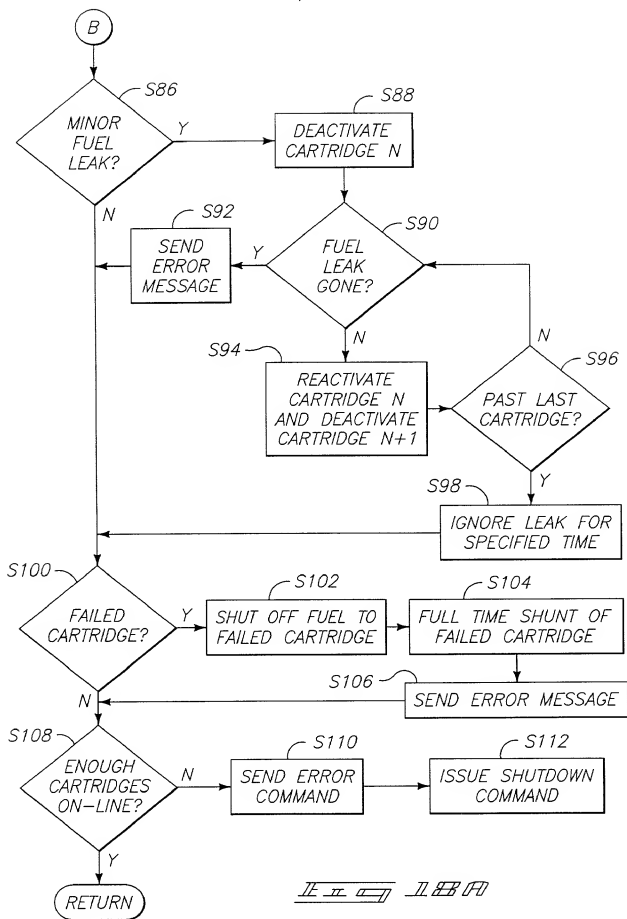 B
S86
MINOR
FUEL
LEAK?
Y
N
S88
DEACTIVATE
CARTRIDGE N
S92
SEND
ERROR
MESSAGE
Y
S90
FUEL
LEAK
GONE?
N
S94
REACTIVATE
CARTRIDGE N
AND DEACTIVATE
CARTRIDGE N+1
N
S96
PAST LAST
CARTRIDGE?
Y
S98
IGNORE LEAK FOR
SPECIFIED TIME
S100
FAILED
CARTRIDGE?
Y
N
S102
SHUT OFF FUEL TO
FAILED CARTRIDGE
S104
FULL TIME SHUNT OF
FAILED CARTRIDGE
S106
SEND ERROR MESSAGE
S108
ENOUGH
CARTRIDGES
ON-LINE?
N
Y
S110
SEND ERROR
COMMAND
S112
ISSUE SHUTDOWN
COMMAND
RETURN
Fig 18A